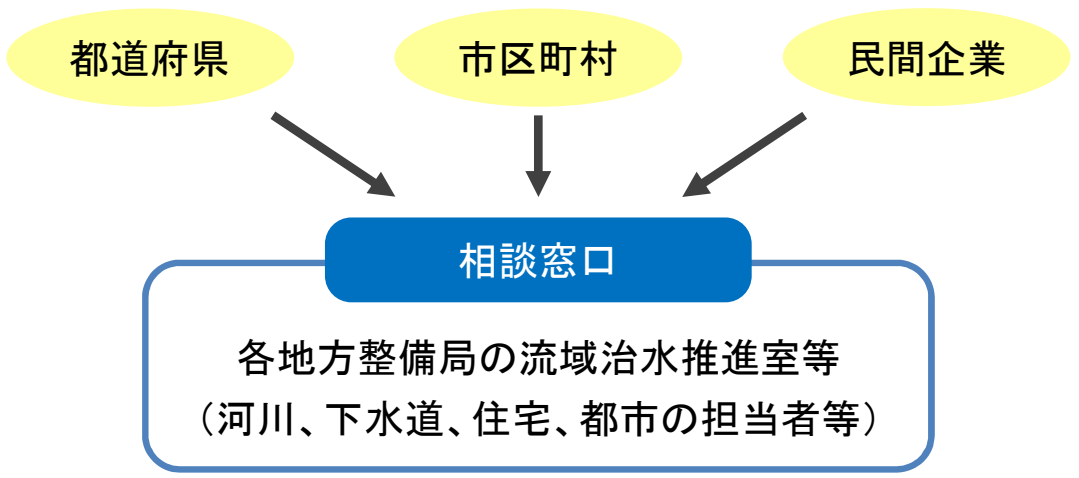 都道府県
市区町村
民間企業
相談窓口
各地方整備局の流域治水推進室等
（河川、下水道、住宅、都市の担当者等）